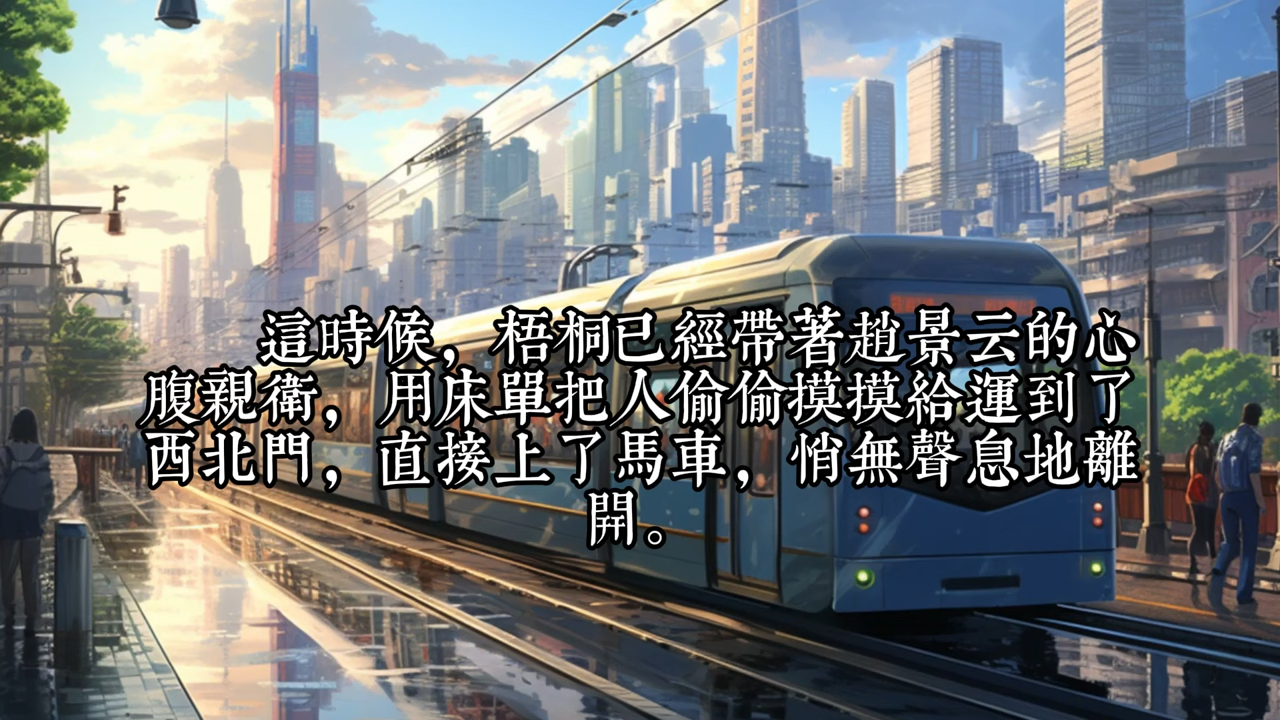 這時候，梧桐已經帶著趙景云的心
腹親衛，用床單把人偷偷摸摸給運到了
西北門，直接上了馬車，悄無聲息地離
開。